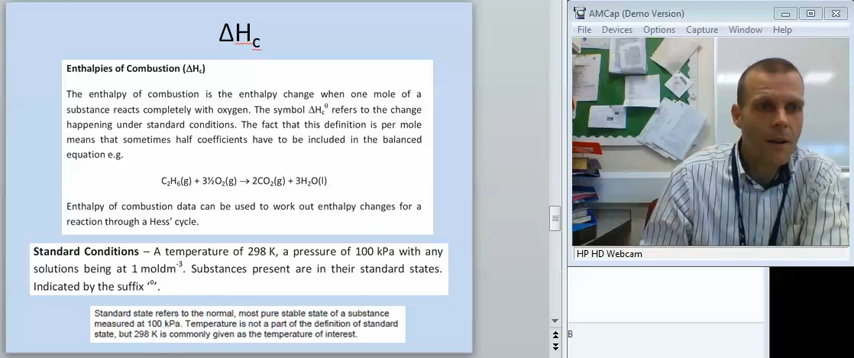 ΔHc
Enthalpies of Combustion (ΔHc)
The enthalpy of combustion is the enthalpy change when one mole of a
substance reacts completely with oxygen. The symbol ΔHcθ refers to the change
happening under standard conditions. The fact that this definition is per mole
means that sometimes half coefficients have to be included in the balanced
equation e.g.
C2H6(g) + 3½O2(g) → 2CO2(g) + 3H2O(l)
Enthalpy of combustion data can be used to work out enthalpy changes for a
reaction through a Hess' cycle.
Standard Conditions – A temperature of 298 K, a pressure of 100 kPa with any
solutions being at 1 moldm-3. Substances present are in their standard states.
Indicated by the suffix 'o'.
Standard state refers to the normal, most pure stable state of a substance
measured at 100 kPa. Temperature is not a part of the definition of standard
state, but 298 K is commonly given as the temperature of interest.
AMCap (Demo Version)
File Devices Options Capture Window Help
HP HD Webcam
B